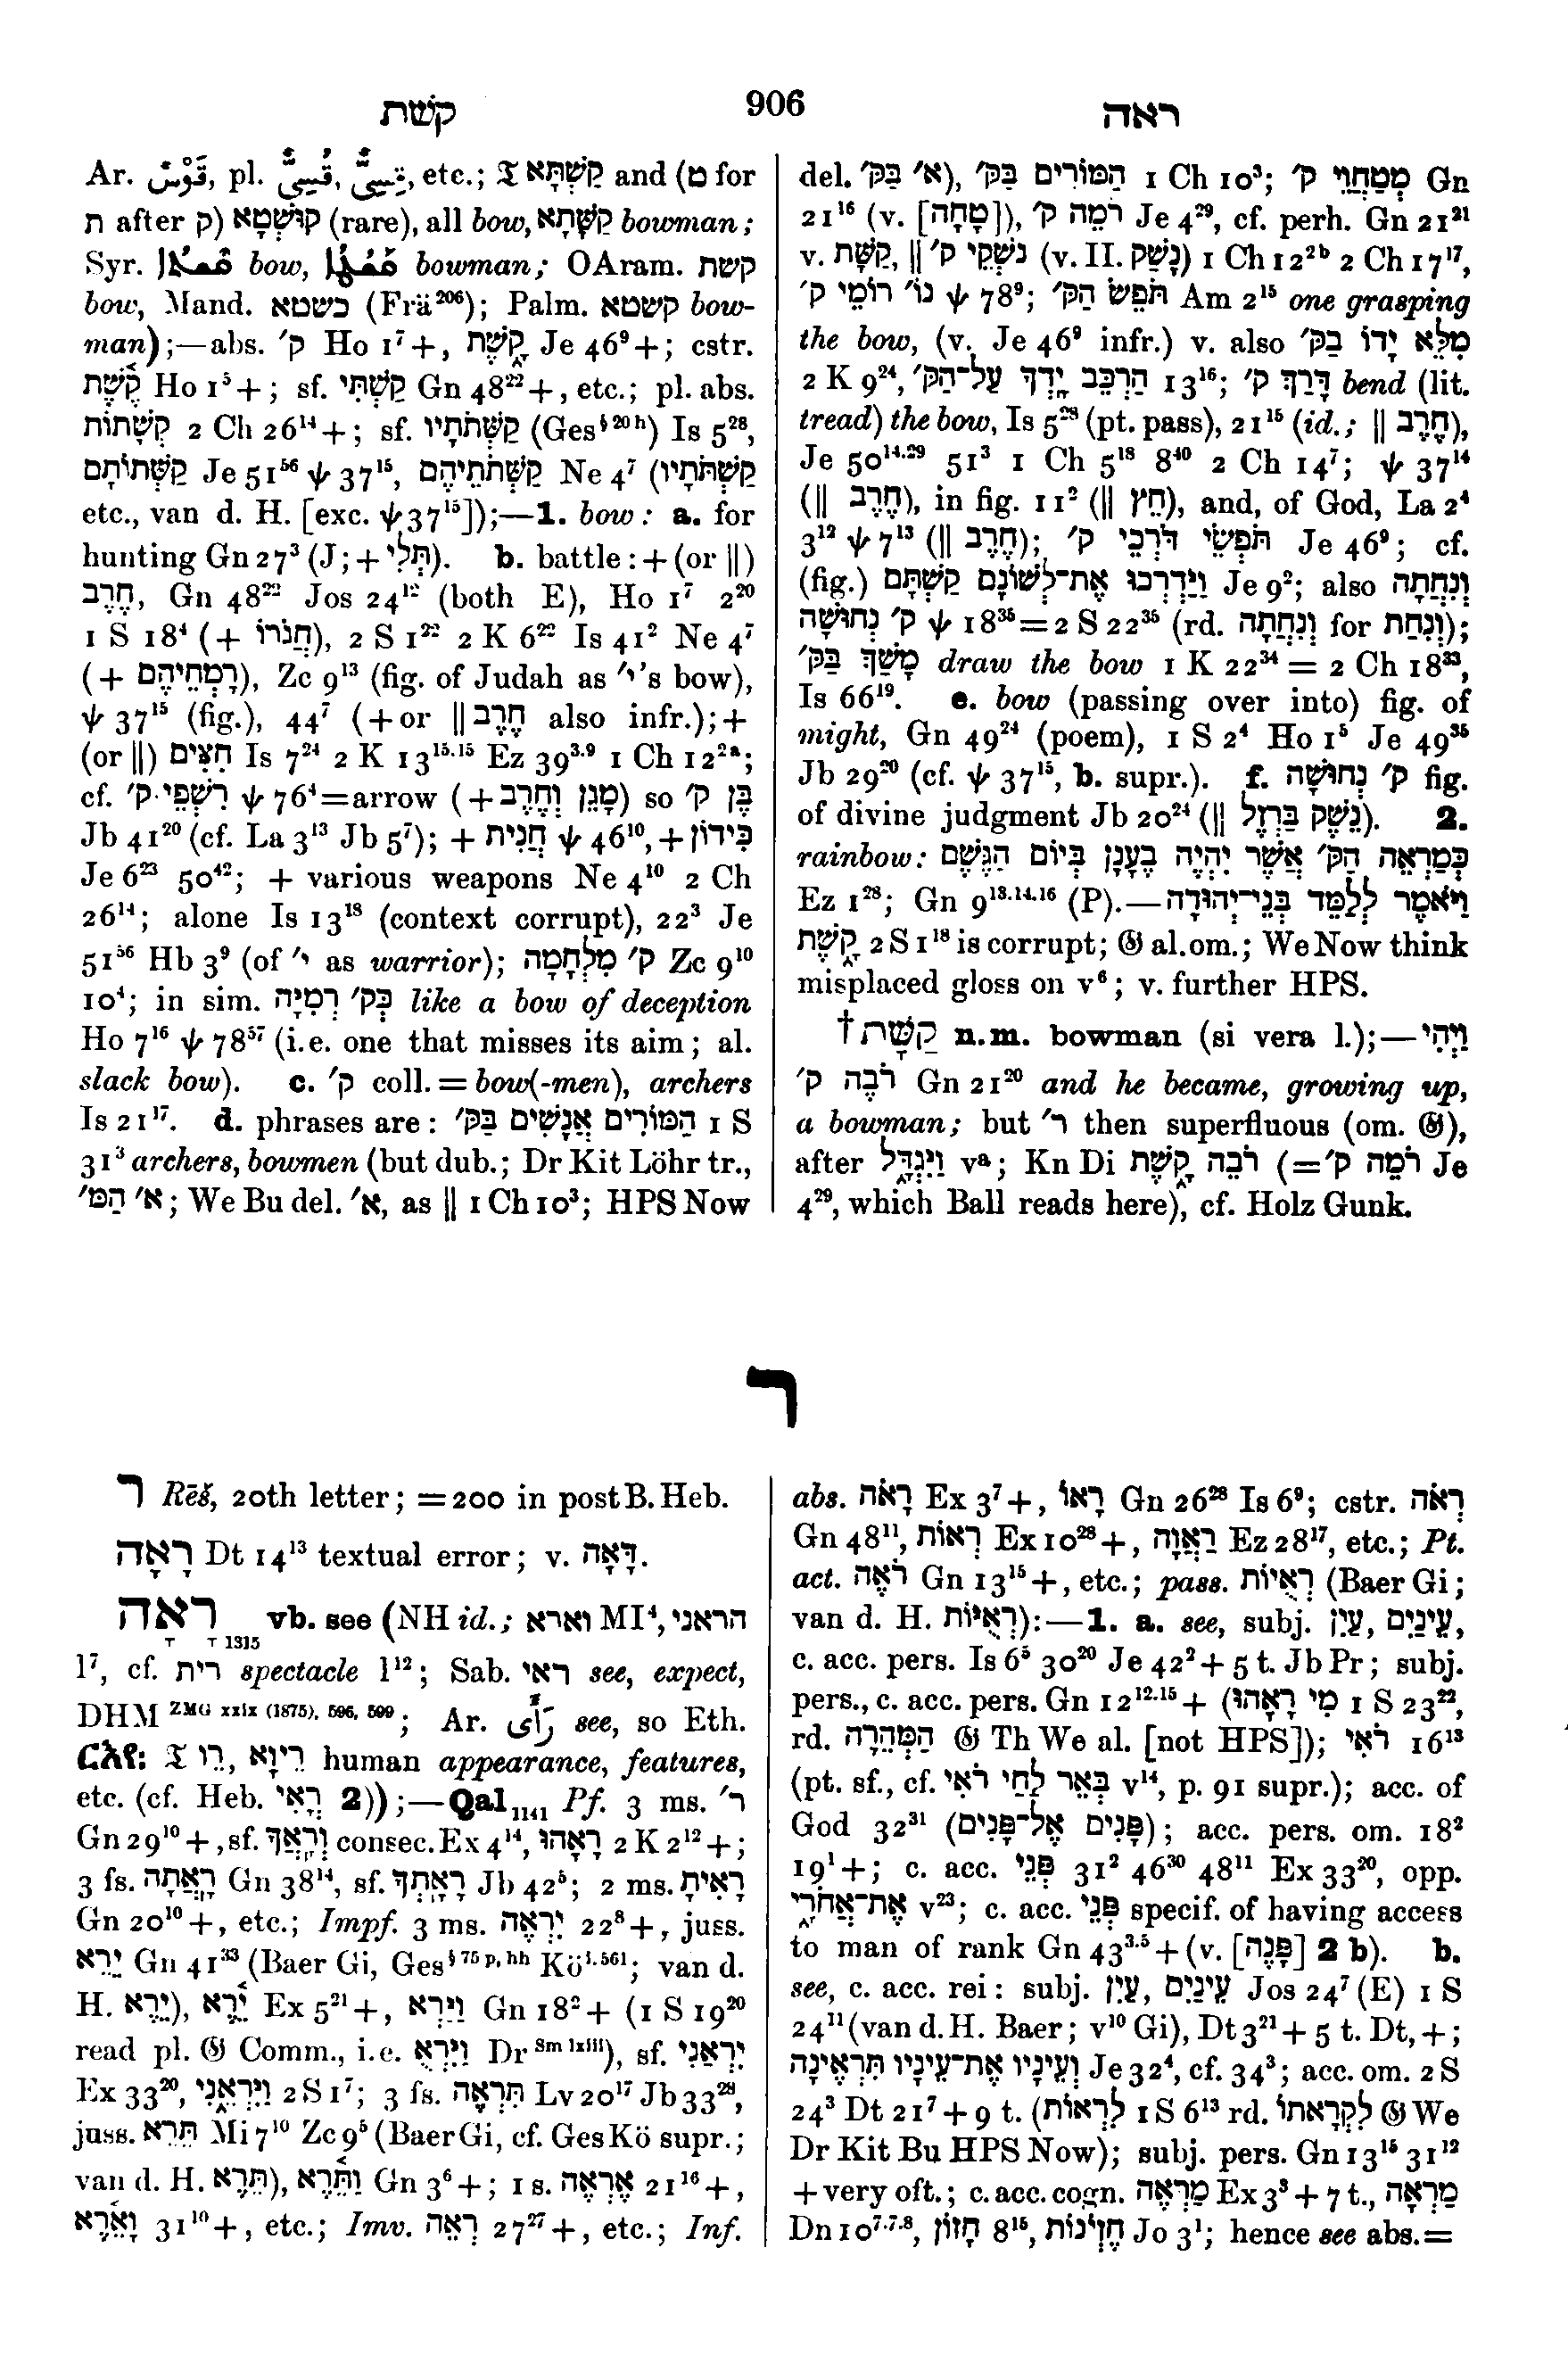 קשׁת 906 ראה
Ar. قَوْسٌ, pl. قُسِىٌّ, قِسِىٌّ, etc.; 𝔗 קַשְׁתָּא and (ט for
ת after ק) קוּשְׁטָא (rare), all bow, קַשָּׁתָא bowman;
Syr. bow, bowman; OAram. קשת
bow, Mand. כשטא (Frä²⁰⁶); Palm. קשטא bow-
man);—abs. ק׳ Ho 1⁷+, קָ֑שֶׁת Je 46⁹+; cstr.
קֶ֫שֶׁת Ho 1⁵+; sf. קַשְׁתִּי Gn 48²²+, etc.; pl. abs.
קְשָׁתוֹת 2 Ch 26¹⁴+; sf. קַשְּׁתֹתָיו (Ges§²⁰ʰ) Is 5²⁸,
קַשְּׁתוֹתָם Je 51⁵⁶ ψ 37¹⁵, קַשְּׁתֹתֵיהֶם Ne 4⁷ (קַשְׁתֹּתָיו
etc., van d. H. [exc. ψ 37¹⁵]);—1. bow: a. for
hunting Gn 27³ (J; + תְּלִי). b. battle: + (or ||)
חֶרֶב, Gn 48²² Jos 24¹² (both E), Ho 1⁷ 2²⁰
1 S 18⁴ (+ חֲגֹרוֹ), 2 S 1²² 2 K 6²² Is 41² Ne 4⁷
(+ רָמְחֵיהֶם), Zc 9¹³ (fig. of Judah as י׳'s bow),
ψ 37¹⁵ (fig.), 44⁷ (+ or || חֶרֶב also infr.); +
(or ||) חִצִּים Is 7²⁴ 2 K 13¹⁵·¹⁵ Ez 39³·⁹ 1 Ch 12²ᵃ;
cf. רִשְׁפֵי־ק׳ ψ 76⁴=arrow (+ מָגֵן וְחֶרֶב) so בֶּן ק׳
Jb 41²⁰ (cf. La 3¹³ Jb 5⁷); + חֲנִית ψ 46¹⁰, + כִּידוֹן
Je 6²³ 50⁴²; + various weapons Ne 4¹⁰ 2 Ch
26¹⁴; alone Is 13¹⁸ (context corrupt), 22³ Je
51⁵⁶ Hb 3⁹ (of י׳ as warrior); ק׳ מִלְחָמָה Zc 9¹⁰
10⁴; in sim. כְּק׳ רְמִיָּה like a bow of deception
Ho 7¹⁶ ψ 78⁵⁷ (i.e. one that misses its aim; al.
slack bow). c. ק׳ coll. = bow(-men), archers
Is 21¹⁷. d. phrases are: הַמּוֹרִים אֲנָשִׁים בַּקּ׳ 1 S
31³ archers, bowmen (but dub.; Dr Kit Löhr tr.,
א׳ הַמּ׳; We Bu del. א׳, as || 1 Ch 10³; HPS Now
del. א׳ בַּקּ׳), הַמּוֹרִים בַּקּ׳ 1 Ch 10³; מְטַחֲוֵי ק׳ Gn
21¹⁶ (v. [טָחָה]), רֹמֵה ק׳ Je 4²⁹, cf. perh. Gn 21²¹
v. קַשָּׁת, || נֹשְׁקֵי ק׳ (v. II. נָשַׁק) 1 Ch 12²ᵇ 2 Ch 17¹⁷,
נוֹ׳ רוֹמֵי ק׳ ψ 78⁹; תֹּפֵשׂ הַקּ׳ Am 2¹⁵ one grasping
the bow, (v. Je 46⁹ infr.) v. also מִלֵּא יָדוֹ בַקּ׳
2 K 9²⁴, הַרְכֵּב יָדְךָ עַל־הַקּ׳ 13¹⁶; דָּרַךְ ק׳ bend (lit.
tread) the bow, Is 5²⁸ (pt. pass), 21¹⁵ (id.; || חֶרֶב),
Je 50¹⁴·²⁹ 51³ 1 Ch 5¹⁸ 8⁴⁰ 2 Ch 14⁷; ψ 37¹⁴
(|| חֶרֶב), in fig. 11² (|| חֵץ), and, of God, La 2⁴
3¹² ψ 7¹³ (|| חֶרֶב); תֹּפְשֵׂי דֹּרְכֵי ק׳ Je 46⁹; cf.
(fig.) וַיַּדְרְכוּ אֶת־לְשׁוֹנָם קַשְׁתָּם Je 9²; also וְנִחֲתָה
ק׳ נְחוּשָׁה ψ 18³⁵=2 S 22³⁵ (rd. וְנִחֲתָה for וְנִחַת);
מָשַׁךְ בַּקּ׳ draw the bow 1 K 22³⁴ = 2 Ch 18³³,
Is 66¹⁹. e. bow (passing over into) fig. of
might, Gn 49²⁴ (poem), 1 S 2⁴ Ho 1⁵ Je 49³⁵
Jb 29²⁰ (cf. ψ 37¹⁵, b. supr.). f. ק׳ נְחוּשָׁה fig.
of divine judgment Jb 20²⁴ (|| נֵשֶׁק בַּרְזֶל). 2.
rainbow: כְּמַרְאֵה הַקּ׳ אֲשֶׁר יִהְיֶה בֶעָנָן בְּיוֹם הַגֶּשֶׁם
Ez 1²⁸; Gn 9¹³·¹⁴·¹⁶ (P).—וַיֹּאמֶר לְלַמֵּד בְּנֵי־יְהוּדָה
קָ֑שֶׁת 2 S 1¹⁸ is corrupt; 𝔊 al. om.; We Now think
misplaced gloss on v⁶; v. further HPS.
†קַשָּׁת n.m. bowman (si vera l.);—וַיְהִי
רֹבֶה ק׳ Gn 21²⁰ and he became, growing up,
a bowman; but ר׳ then superfluous (om. 𝔊),
after וַיִּגְדָּ֑ל vᵃ; Kn Di רֹבֵה קָ֑שֶׁת (=רֹמֵה ק׳ Je
4²⁹, which Ball reads here), cf. Holz Gunk.
ר
ר Rēš, 20th letter; =200 in postB. Heb.
רָאָה Dt 14¹³ textual error; v. דָּאָה.
רָאָה ₁₃₁₅ vb. see (NH id.; וארא MI⁴, הראני
l⁷, cf. רית spectacle l¹²; Sab. ראי see, expect,
DHM ZMG xxix (1875), 596, 599; Ar. رَأَى see, so Eth.
ርእየ: 𝔗 רֵו, רֵיוָא human appearance, features,
etc. (cf. Heb. רֳאִי 2));—Qal₁₁₄₁ Pf. 3 ms. ר׳
Gn 29¹⁰+, sf. וְרָאֲךָ consec. Ex 4¹⁴, רָאָהוּ 2 K 2¹²+;
3 fs. רָאֲתָה Gn 38¹⁴, sf. רָאָתְךָ Jb 42⁵; 2 ms. רָאִיתָ
Gn 20¹⁰+, etc.; Impf. 3 ms. יִרְאֶה 22⁸+, juss.
יֵרֶא Gn 41³³ (Baer Gi, Ges§⁷⁵ᵖ,ʰʰ Köⁱ·⁵⁶¹; van d.
H. יֵרֶא), יֵ֫רֶא Ex 5²¹+, וַיַּרְא Gn 18²+ (1 S 19²⁰
read pl. 𝔊 Comm., i.e. וַיִּרְאוּ Dr Sm lxiii), sf. יִרְאַנִי
Ex 33²⁰, וַיִּרְאֵ֑נִי 2 S 1⁷; 3 fs. תִּרְאֶה Lv 20¹⁷ Jb 33²⁸,
juss. תֵּרֶא Mi 7¹⁰ Zc 9⁵ (Baer Gi, cf. Ges Kö supr.;
van d. H. תֵּרֶא), וַתֵּ֫רֶא Gn 3⁶+; 1 s. אֶרְאֶה 21¹⁶+,
וָאֵ֫רֶא 31¹⁰+, etc.; Imv. רְאֵה 27²⁷+, etc.; Inf.
abs. רָאֹה Ex 3⁷+, רָאוֹ Gn 26²⁸ Is 6⁹; cstr. רְאֹה
Gn 48¹¹, רְאוֹת Ex 10²⁸+, רַאֲוָה Ez 28¹⁷, etc.; Pt.
act. רֹאֶה Gn 13¹⁵+, etc.; pass. רְאֻיוֹת (Baer Gi;
van d. H. רְאֻיּוֹת):—1. a. see, subj. עַיִן, עֵינַיִם,
c. acc. pers. Is 6⁵ 30²⁰ Je 42²+ 5 t. Jb Pr; subj.
pers., c. acc. pers. Gn 12¹²·¹⁵+ (מִי רָאָהוּ 1 S 23²²,
rd. הַמְּהֵרָה 𝔊 Th We al. [not HPS]); רֹאִי 16¹³
(pt. sf., cf. בְּאֵר לַחַי רֹאִי v¹⁴, p. 91 supr.); acc. of
God 32³¹ (פָּנִים אֶל־פָּנִים); acc. pers. om. 18²
19¹+; c. acc. פְּנֵי 31² 46³⁰ 48¹¹ Ex 33²⁰, opp.
אֶת־אֲחֹרָ֑י v²³; c. acc. פְּנֵי specif. of having access
to man of rank Gn 43³·⁵+ (v. [פָּנֶה] 2 b). b.
see, c. acc. rei: subj. עַיִן, עֵינַיִם Jos 24⁷ (E) 1 S
24¹¹ (van d. H. Baer; v¹⁰ Gi), Dt 3²¹+ 5 t. Dt, +;
וְעֵינָיו אֶת־עֵינָיו תִּרְאֶינָה Je 32⁴, cf. 34³; acc. om. 2 S
24³ Dt 21⁷+ 9 t. (לִרְאוֹת 1 S 6¹³ rd. לִקְרָאתוֹ 𝔊 We
Dr Kit Bu HPS Now); subj. pers. Gn 13¹⁵ 31¹²
+ very oft.; c. acc. cogn. מַרְאֶה Ex 3³+ 7 t., מַרְאָה
Dn 10⁷·⁷·⁸, חָזוֹן 8¹⁵, חֶזְיֹנוֹת Jo 3¹; hence see abs.=